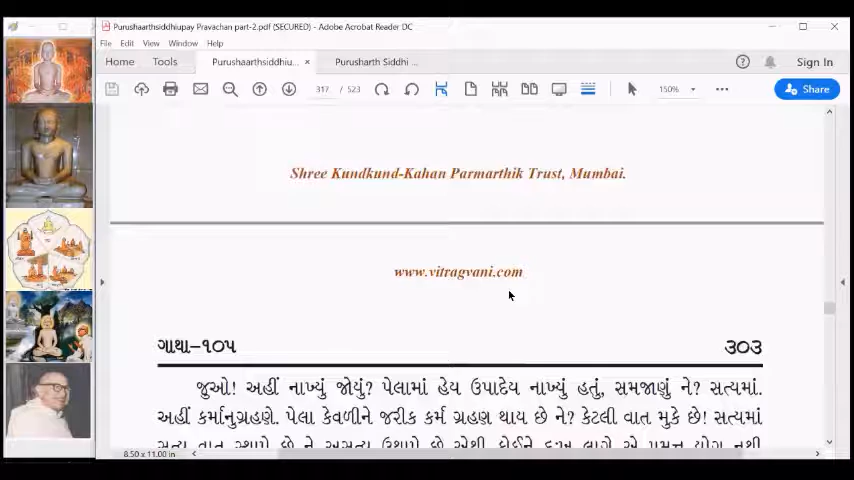 Purushaarthsiddhiupay Pravachan part-2.pdf (SECURED) - Adobe Acrobat Reader DC
File Edit View Window Help
Home Tools Purushaarthsiddhiu... × Purusharth Siddhi ... Sign In
317 / 523 150% Share
Shree Kundkund-Kahan Parmarthik Trust, Mumbai.
www.vitragvani.com
ગાથા-૧૦૫ ૩૦૩
જુઓ! અહીં નાખ્યું જોયું? પેલામાં હેય ઉપાદેય નાખ્યું હતું, સમજાણું ને? સત્યમાં.
અહીં કર્માનુગ્રહણે. પેલા કેવળીને જરીક કર્મ ગ્રહણ થાય છે ને? કેટલી વાત મુકે છે! સત્યમાં
8.50 x 11.00 in